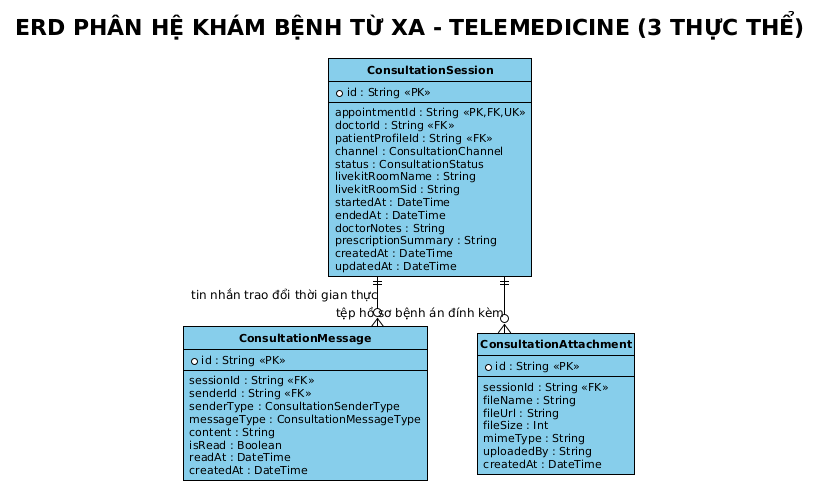 ERD PHÂN HỆ KHÁM BỆNH TỪ XA - TELEMEDICINE (3 THỰC THỂ)
ConsultationSession
id : String «PK»
appointmentId : String «PK,FK,UK»
doctorId : String «FK»
patientProfileId : String «FK»
channel : ConsultationChannel
status : ConsultationStatus
livekitRoomName : String
livekitRoomSid : String
startedAt : DateTime
endedAt : DateTime
doctorNotes : String
prescriptionSummary : String
createdAt : DateTime
updatedAt : DateTime
tin nhắn trao đổi thời gian thực
tệp hồ sơ bệnh án đính kèm
ConsultationMessage
id : String «PK»
sessionId : String «FK»
senderId : String «FK»
senderType : ConsultationSenderType
messageType : ConsultationMessageType
content : String
isRead : Boolean
readAt : DateTime
createdAt : DateTime
ConsultationAttachment
id : String «PK»
sessionId : String «FK»
fileName : String
fileUrl : String
fileSize : Int
mimeType : String
uploadedBy : String
createdAt : DateTime